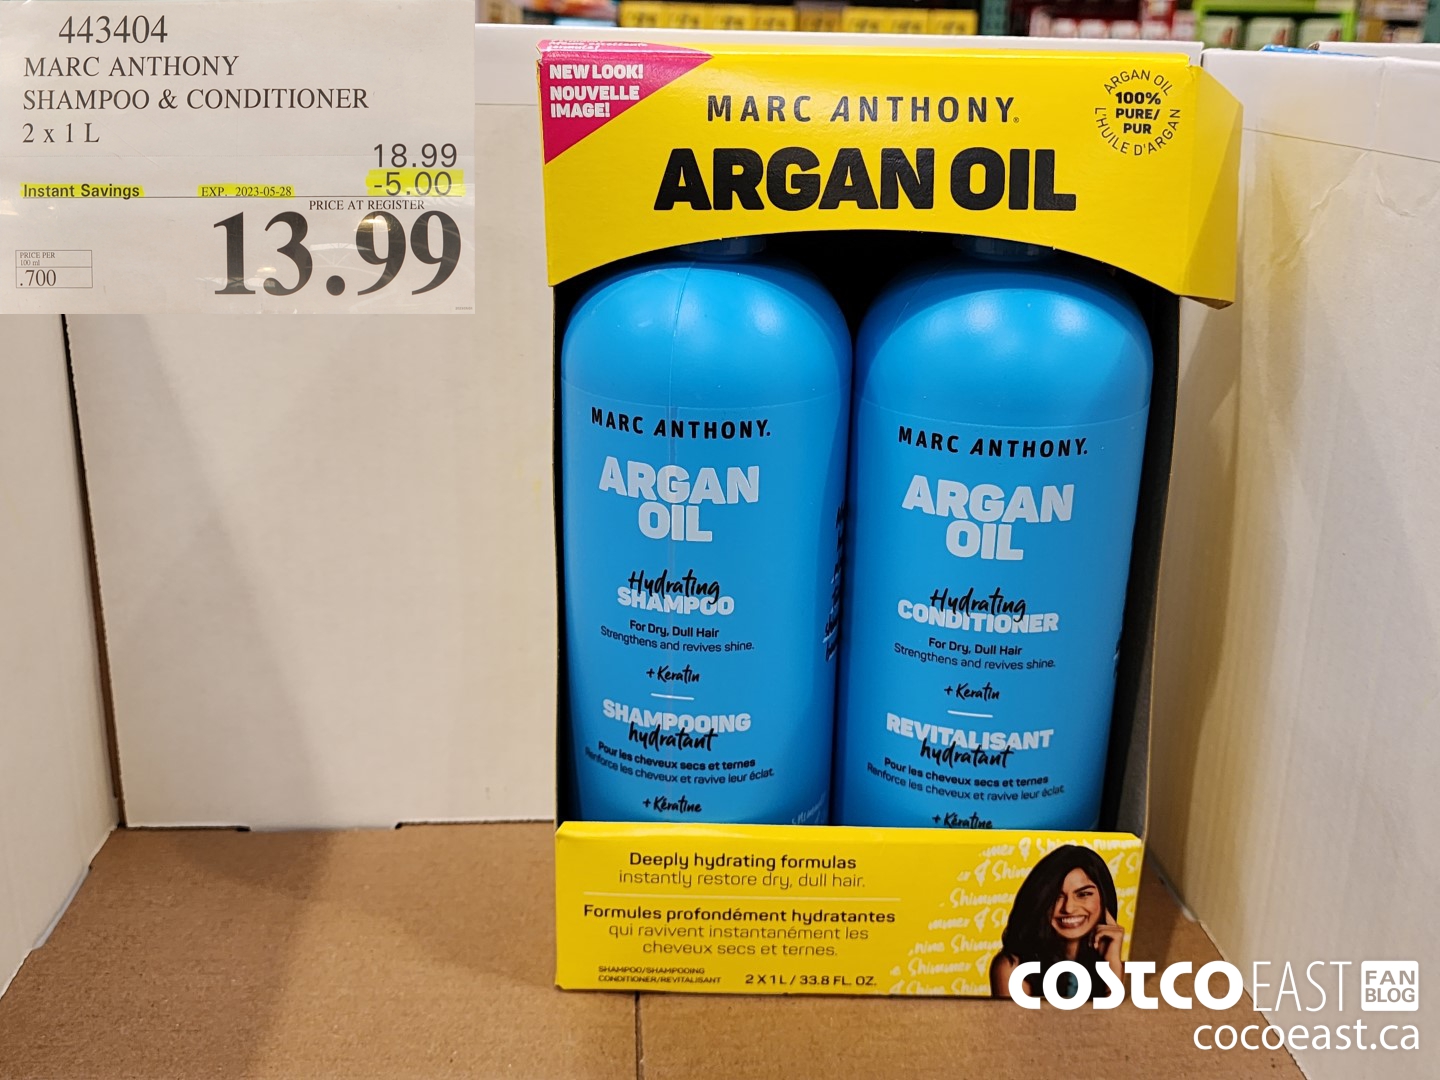 443404
MARC ANTHONY
SHAMPOO & CONDITIONER
2 x 1 L
18.99
Instant Savings EXP. 2023-05-28 -5.00
PRICE AT REGISTER
13.99
PRICE PER
100 ml
.700
NEW LOOK!
NOUVELLE
IMAGE!
MARC ANTHONY.
ARGAN OIL
ARGAN OIL
100%
PURE/
PUR
L'HUILE D'ARGAN
MARC ANTHONY.
ARGAN
OIL
Hydrating
SHAMPOO
For Dry, Dull Hair
Strengthens and revives shine.
+ Keratin
SHAMPOOING
hydratant
Pour les cheveux secs et ternes
Renforce les cheveux et ravive leur éclat.
+ Kératine
MARC ANTHONY.
ARGAN
OIL
Hydrating
CONDITIONER
For Dry, Dull Hair
Strengthens and revives shine.
+ Keratin
REVITALISANT
hydratant
Pour les cheveux secs et ternes
Renforce les cheveux et ravive leur éclat.
+ Kératine
Deeply hydrating formulas
instantly restore dry, dull hair.
Formules profondément hydratantes
qui ravivent instantanément les
cheveux secs et ternes.
SHAMPOO/SHAMPOOING
CONDITIONER/REVITALISANT
2 X 1 L / 33.8 FL. OZ.
COSTCO EAST FAN BLOG
cocoeast.ca